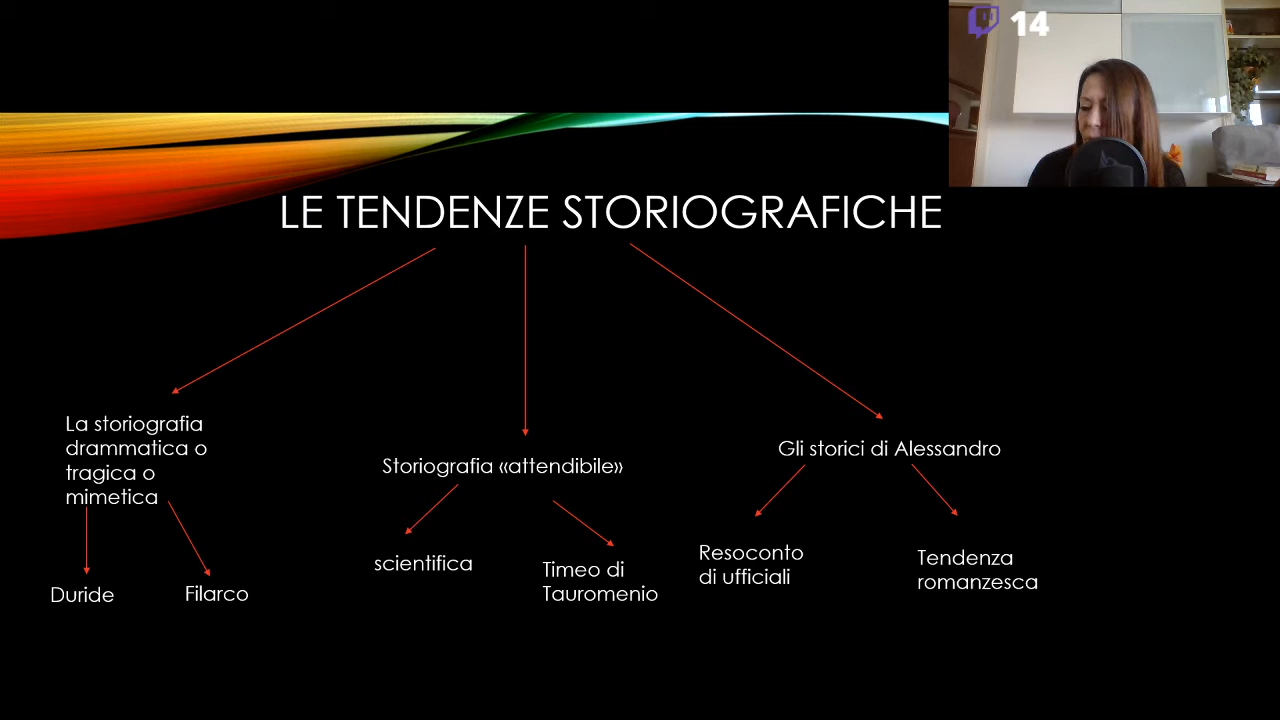 14
LE TENDENZE STORIOGRAFICHE
La storiografia
drammatica o
tragica o
mimetica
Duride
Filarco
Storiografia «attendibile»
scientifica
Timeo di
Tauromenio
Gli storici di Alessandro
Resoconto
di ufficiali
Tendenza
romanzesca